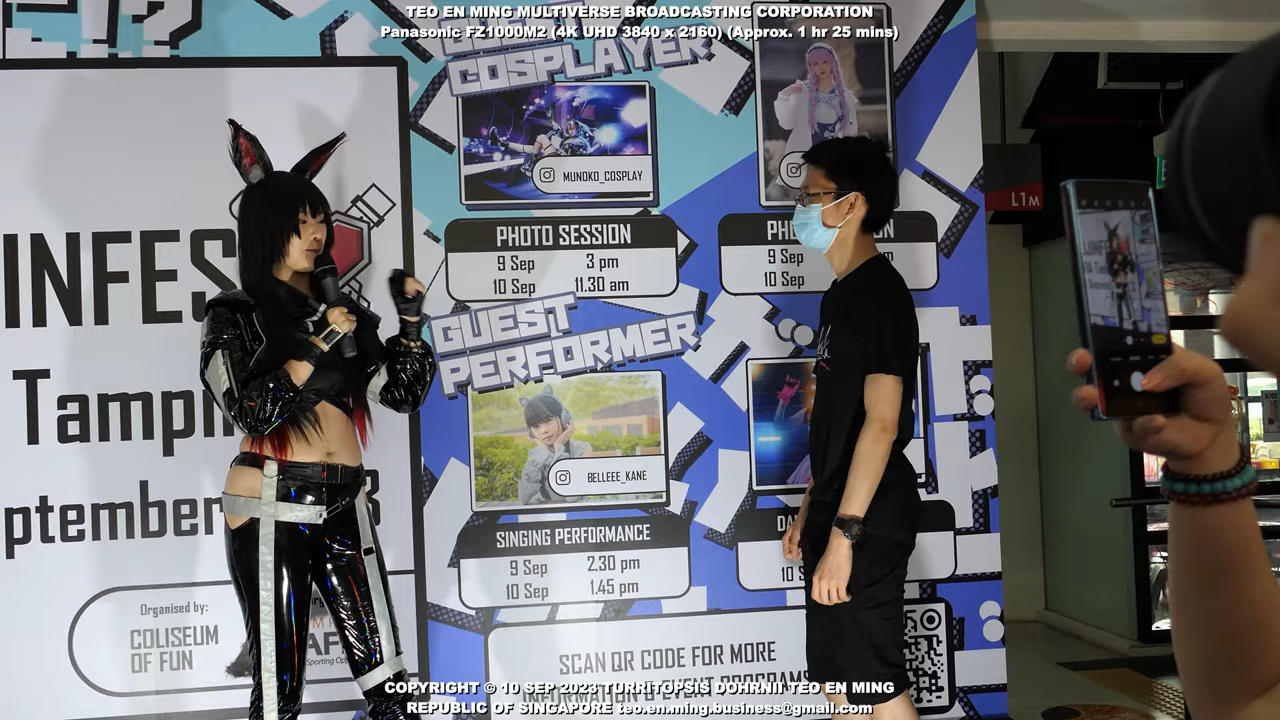 TEO EN MING MULTIVERSE BROADCASTING CORPORATION
Panasonic FZ1000M2 (4K UHD 3840 x 2160) (Approx. 1 hr 25 mins)
GUEST
COSPLAYER
MUNOKO_COSPLAY
PHOTO SESSION
9 Sep 3 pm
10 Sep 11.30 am
9 Sep
10 Sep
L1M
INFES
Tamp
ptember
GUEST
PERFORMER
BELLEEE_KANE
SINGING PERFORMANCE
9 Sep 2.30 pm
10 Sep 1.45 pm
Organised by:
COLISEUM
OF FUN
SCAN QR CODE FOR MORE
COPYRIGHT © 10 SEP 2023 TURRITOPSIS DOHRNII TEO EN MING
REPUBLIC OF SINGAPORE teo.en.ming.business@gmail.com